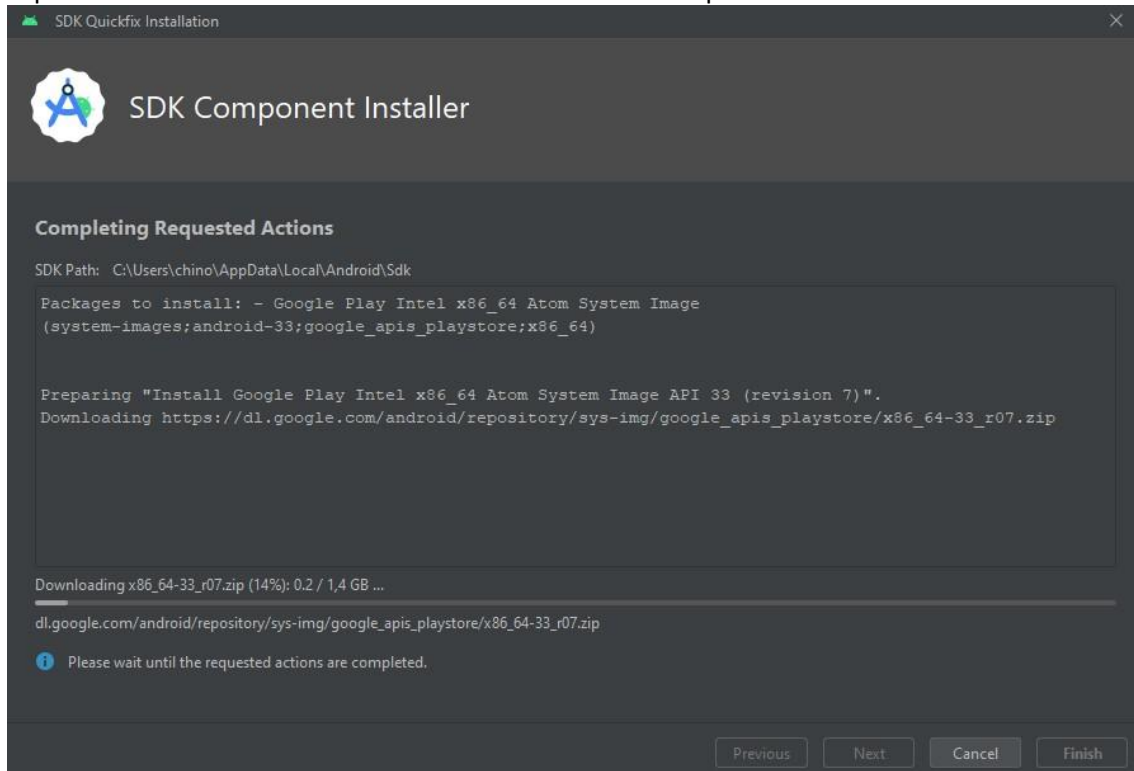 SDK Quickfix Installation
SDK Component Installer
Completing Requested Actions
SDK Path: C:\Users\chino\AppData\Local\Android\Sdk
Packages to install: - Google Play Intel x86_64 Atom System Image
(system-images;android-33;google_apis_playstore;x86_64)
Preparing "Install Google Play Intel x86_64 Atom System Image API 33 (revision 7)".
Downloading https://dl.google.com/android/repository/sys-img/google_apis_playstore/x86_64-33_r07.zip
Downloading x86_64-33_r07.zip (14%): 0.2 / 1,4 GB ...
dl.google.com/android/repository/sys-img/google_apis_playstore/x86_64-33_r07.zip
Please wait until the requested actions are completed.
Previous Next Cancel Finish